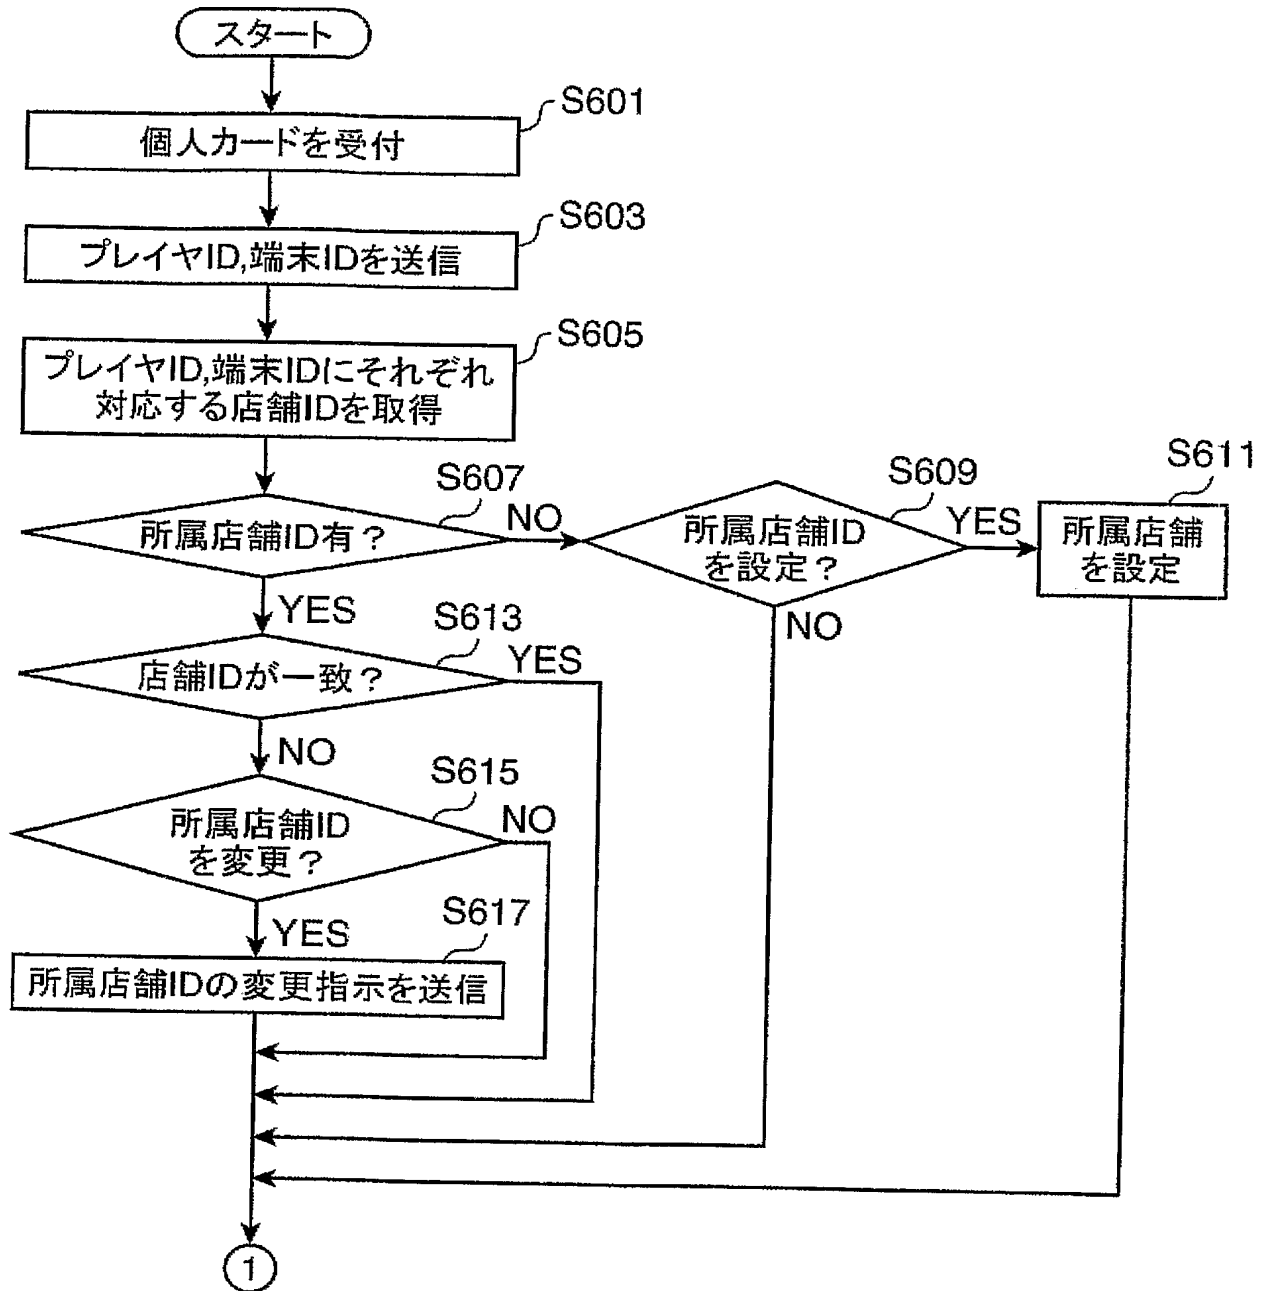 スタート
S601
個人カードを受付
S603
プレイヤID,端末IDを送信
S605
プレイヤID,端末IDにそれぞれ
対応する店舗IDを取得
S607
所属店舗ID有？
NO
YES
S609
所属店舗ID
を設定？
YES
NO
S611
所属店舗
を設定
S613
店舗IDが一致？
YES
NO
S615
所属店舗ID
を変更？
NO
YES
S617
所属店舗IDの変更指示を送信
1